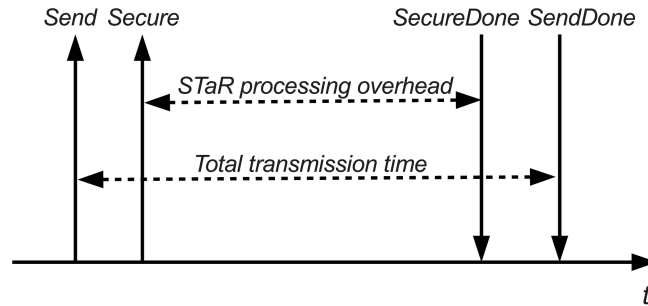 Send Secure SecureDone SendDone
STaR processing overhead
Total transmission time
t